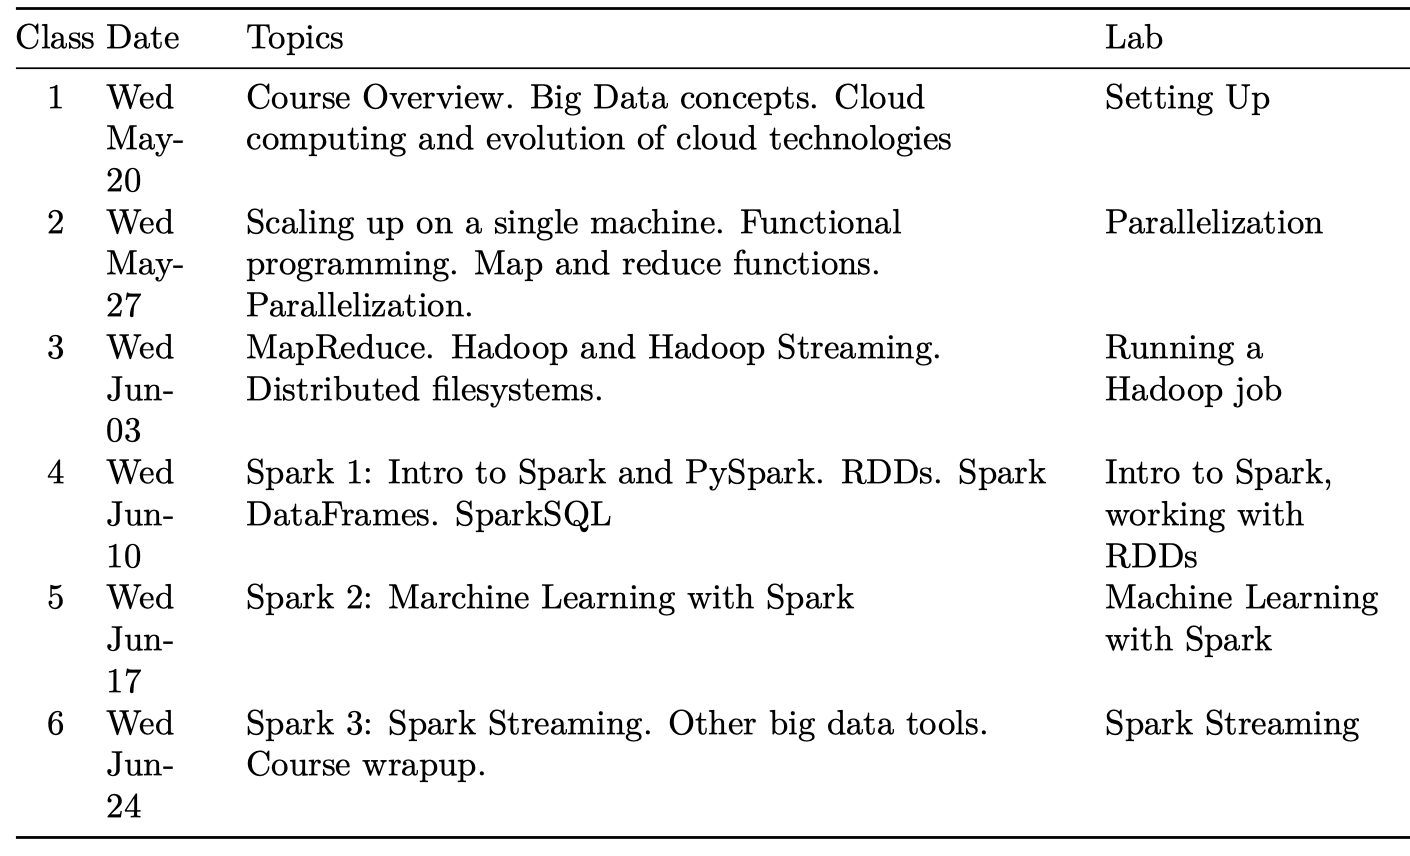 Class Date Topics Lab
1 Wed Course Overview. Big Data concepts. Cloud Setting Up
May- computing and evolution of cloud technologies
20
2 Wed Scaling up on a single machine. Functional Parallelization
May- programming. Map and reduce functions.
27 Parallelization.
3 Wed MapReduce. Hadoop and Hadoop Streaming. Running a
Jun- Distributed filesystems. Hadoop job
03
4 Wed Spark 1: Intro to Spark and PySpark. RDDs. Spark Intro to Spark,
Jun- DataFrames. SparkSQL working with
10 RDDs
5 Wed Spark 2: Marchine Learning with Spark Machine Learning
Jun- with Spark
17
6 Wed Spark 3: Spark Streaming. Other big data tools. Spark Streaming
Jun- Course wrapup.
24